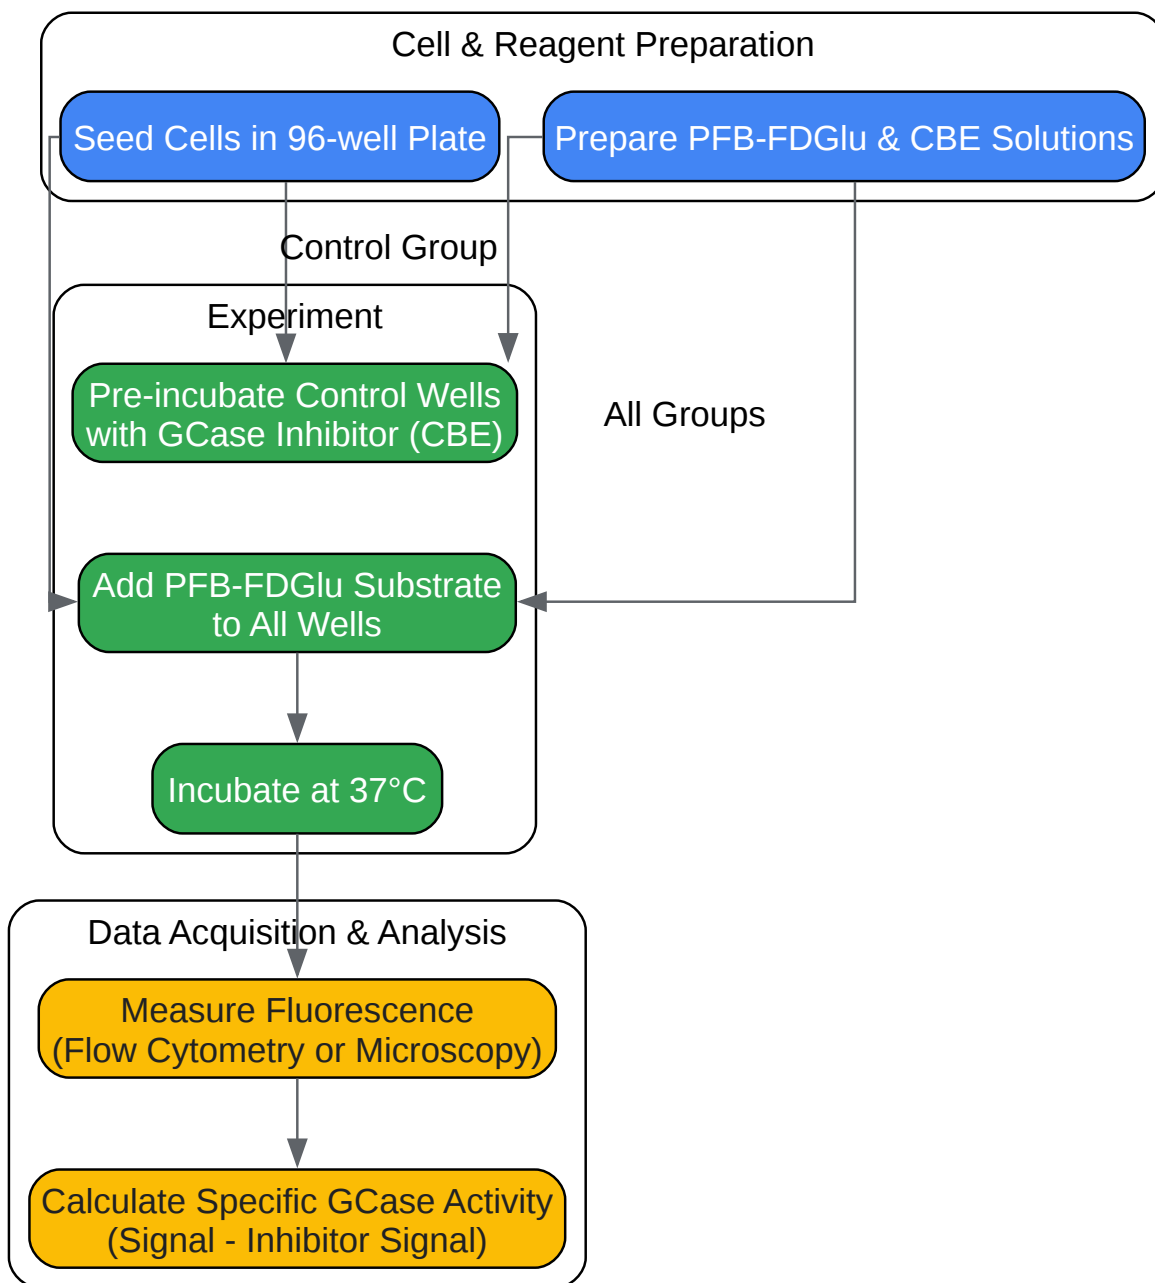 Cell & Reagent Preparation
Seed Cells in 96-well Plate
Prepare PFB-FDGlu & CBE Solutions
Control Group
Experiment
Pre-incubate Control Wells
with GCase Inhibitor (CBE)
All Groups
Add PFB-FDGlu Substrate
to All Wells
Incubate at 37°C
Data Acquisition & Analysis
Measure Fluorescence
(Flow Cytometry or Microscopy)
Calculate Specific GCase Activity
(Signal - Inhibitor Signal)